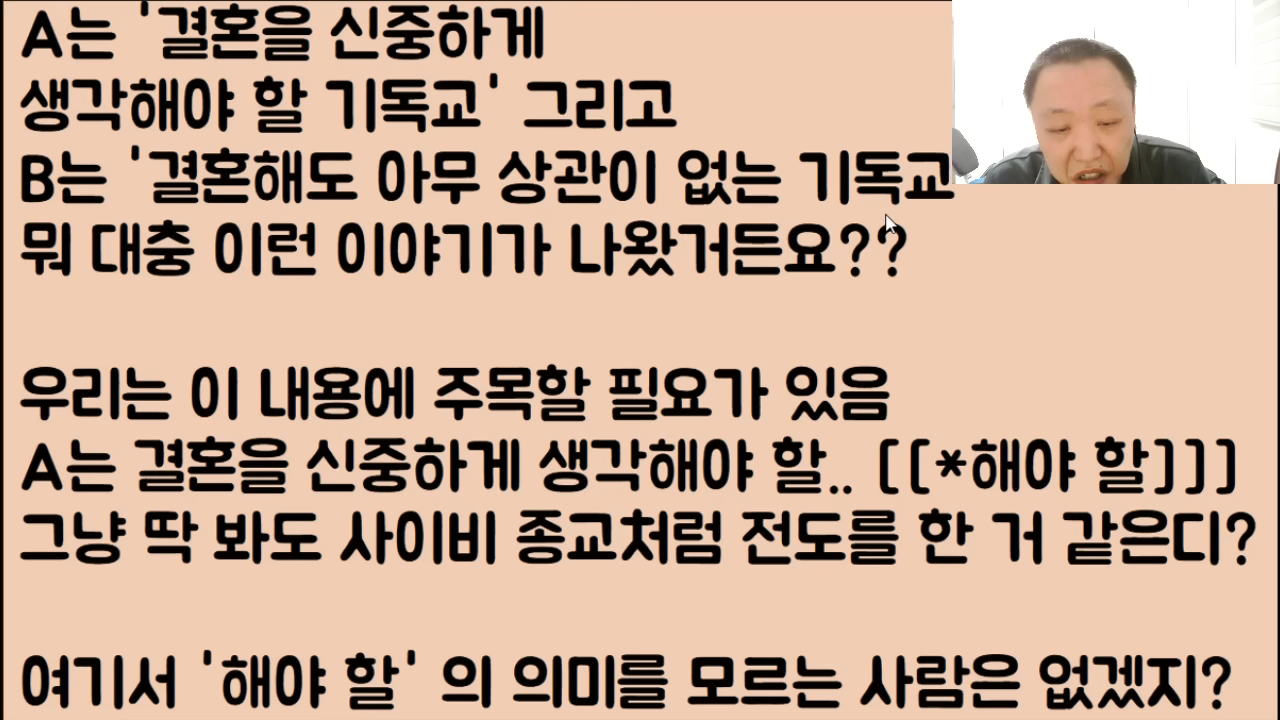 A는 '결혼을 신중하게
생각해야 할 기독교' 그리고
B는 '결혼해도 아무 상관이 없는 기독교
뭐 대충 이런 이야기가 나왔거든요??
우리는 이 내용에 주목할 필요가 있음
A는 결혼을 신중하게 생각해야 할.. [[*해야 할]]]
그냥 딱 봐도 사이비 종교처럼 전도를 한 거 같은디?
여기서 '해야 할' 의 의미를 모르는 사람은 없겠지?